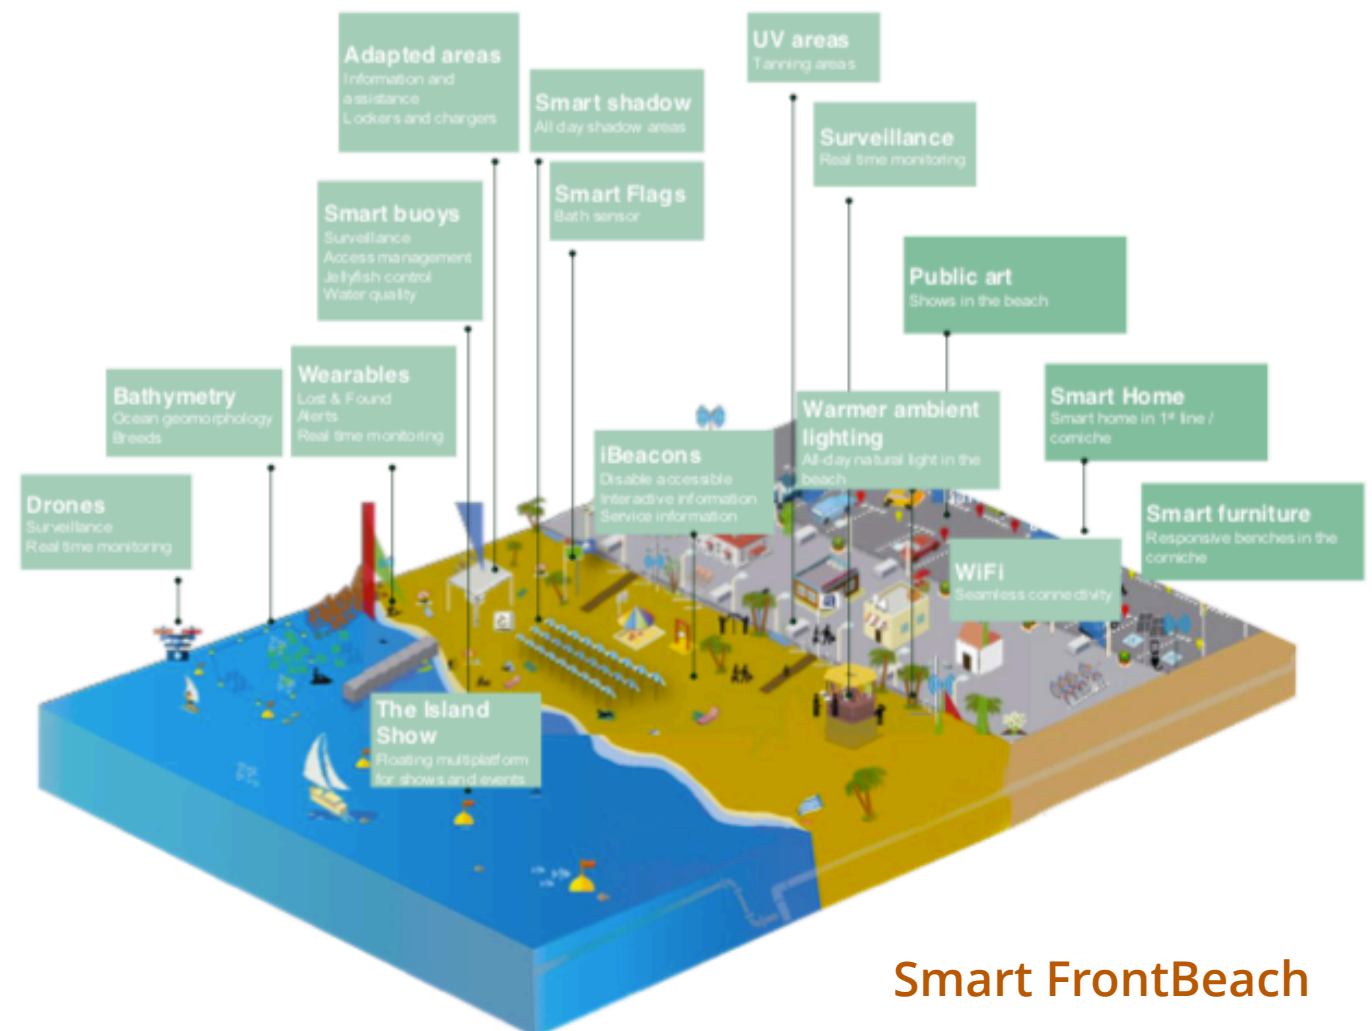 Adapted areas
Information and
assistance
Lockers and chargers
UV areas
Tanning areas
Smart shadow
All day shadow areas
Surveillance
Real time monitoring
Smart Flags
Bath sensor
Smart buoys
Surveillance
Access management
Jellyfish control
Water quality
Public art
Shows in the beach
Wearables
Lost & Found
Alerts
Real time monitoring
Bathymetry
Ocean geomorphology
Breeds
Smart Home
Smart home in 1st line /
corniche
Warmer ambient
lighting
All-day natural light in the
beach
iBeacons
Disable accessible
Interactive information
Service information
Drones
Surveillance
Real time monitoring
Smart furniture
Responsive benches in the
corniche
WiFi
Seamless connectivity
The Island
Show
Floating multiplatform
for shows and events
Smart FrontBeach